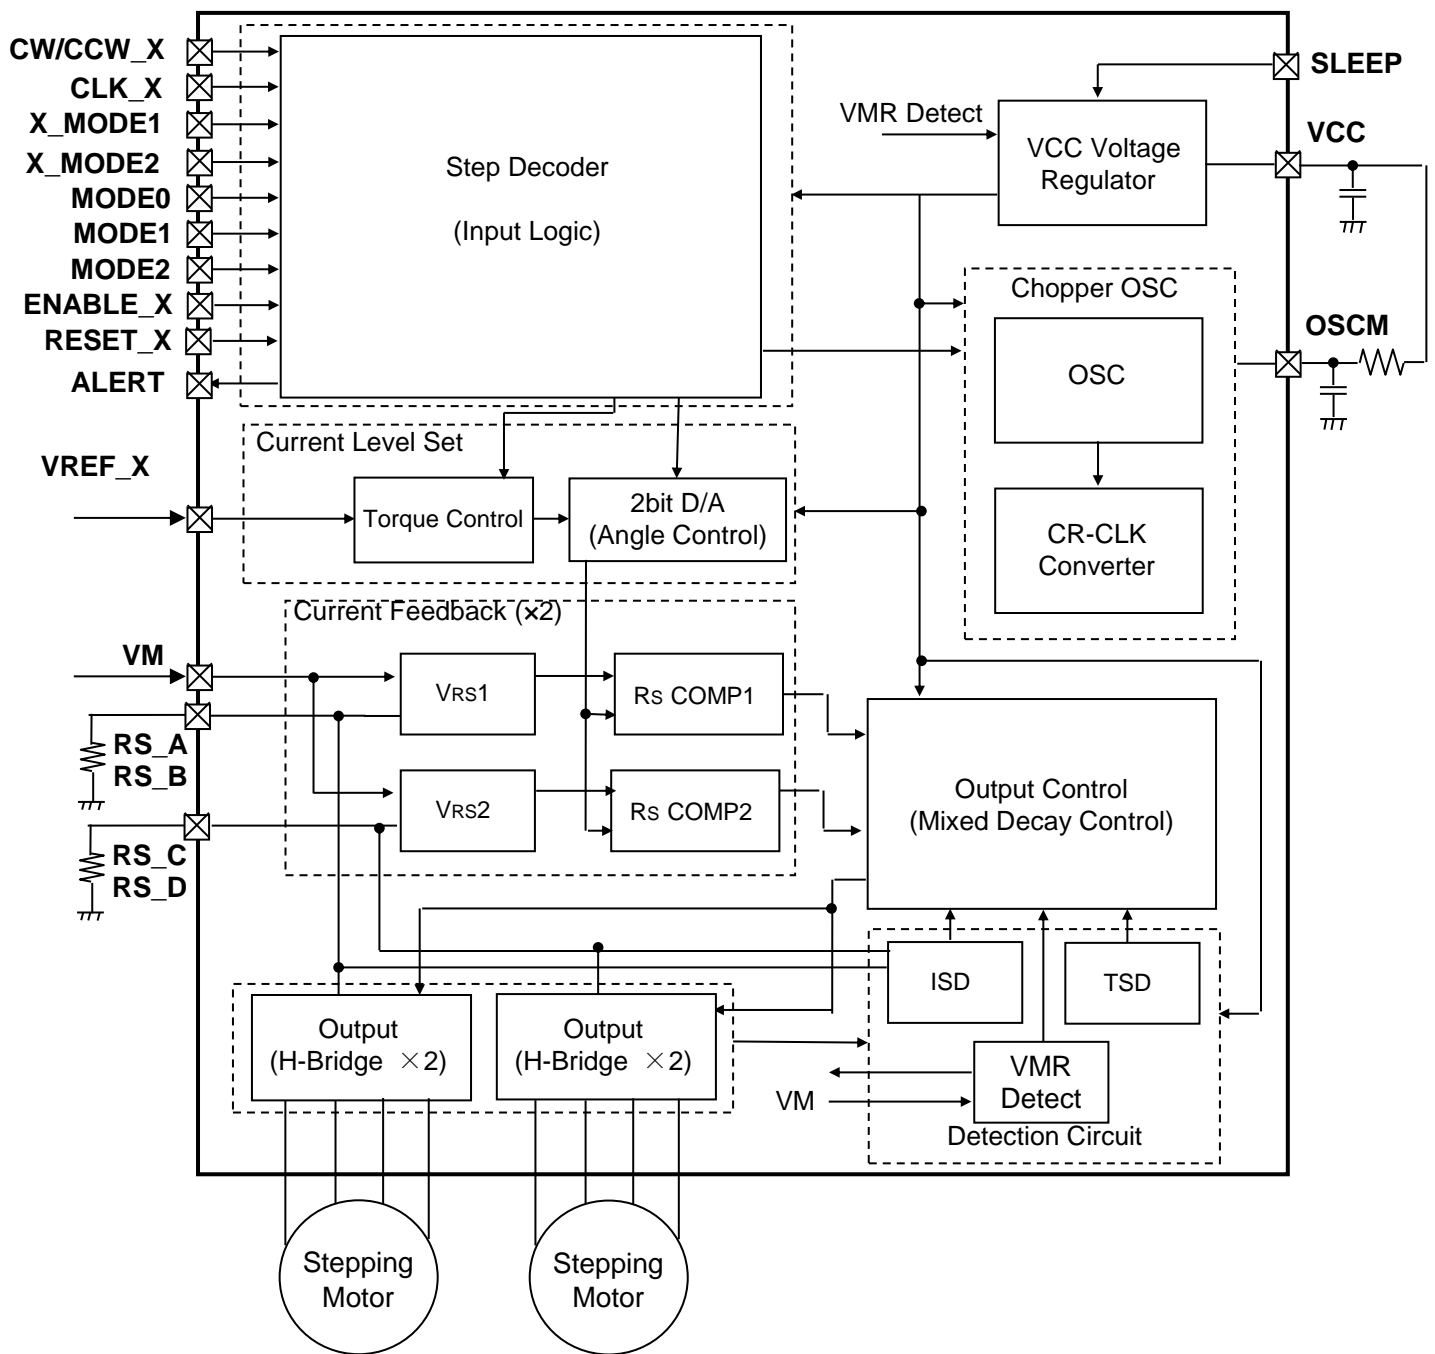 CW/CCW_X
CLK_X
X_MODE1
X_MODE2
MODE0
MODE1
MODE2
ENABLE_X
RESET_X
ALERT
Step Decoder
(Input Logic)
VMR Detect
VCC Voltage
Regulator
SLEEP
VCC
Chopper OSC
OSC
CR-CLK
Converter
OSCM
VREF_X
Current Level Set
Torque Control
2bit D/A
(Angle Control)
Current Feedback (×2)
VM
RS_A
RS_B
RS_C
RS_D
VRS1
RS COMP1
VRS2
RS COMP2
Output Control
(Mixed Decay Control)
Output
(H-Bridge ×2)
Output
(H-Bridge ×2)
ISD
TSD
VMR
Detect
VM
Detection Circuit
Stepping
Motor
Stepping
Motor